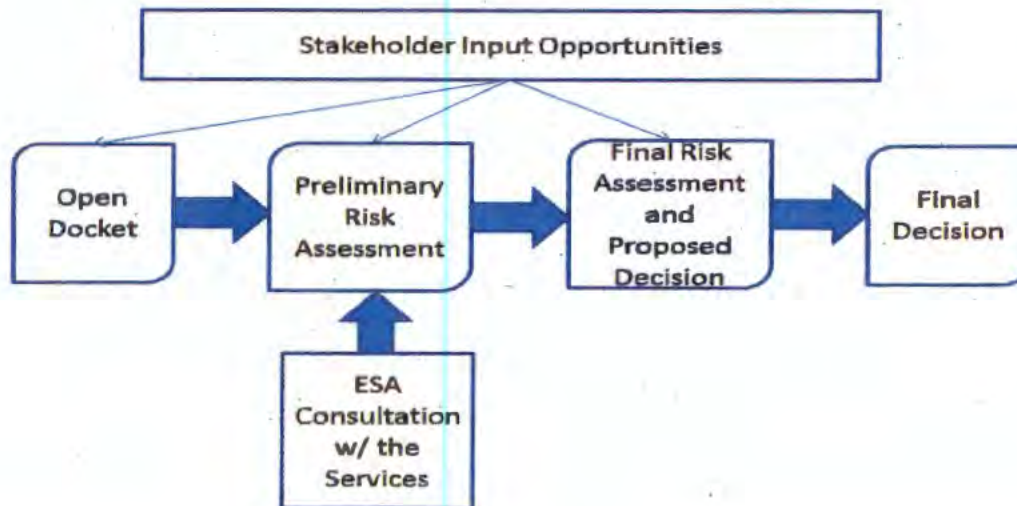 Stakeholder Input Opportunities
Open
Docket
Preliminary
Risk
Assessment
Final Risk
Assessment
and
Proposed
Decision
Final
Decision
ESA
Consultation
w/ the
Services